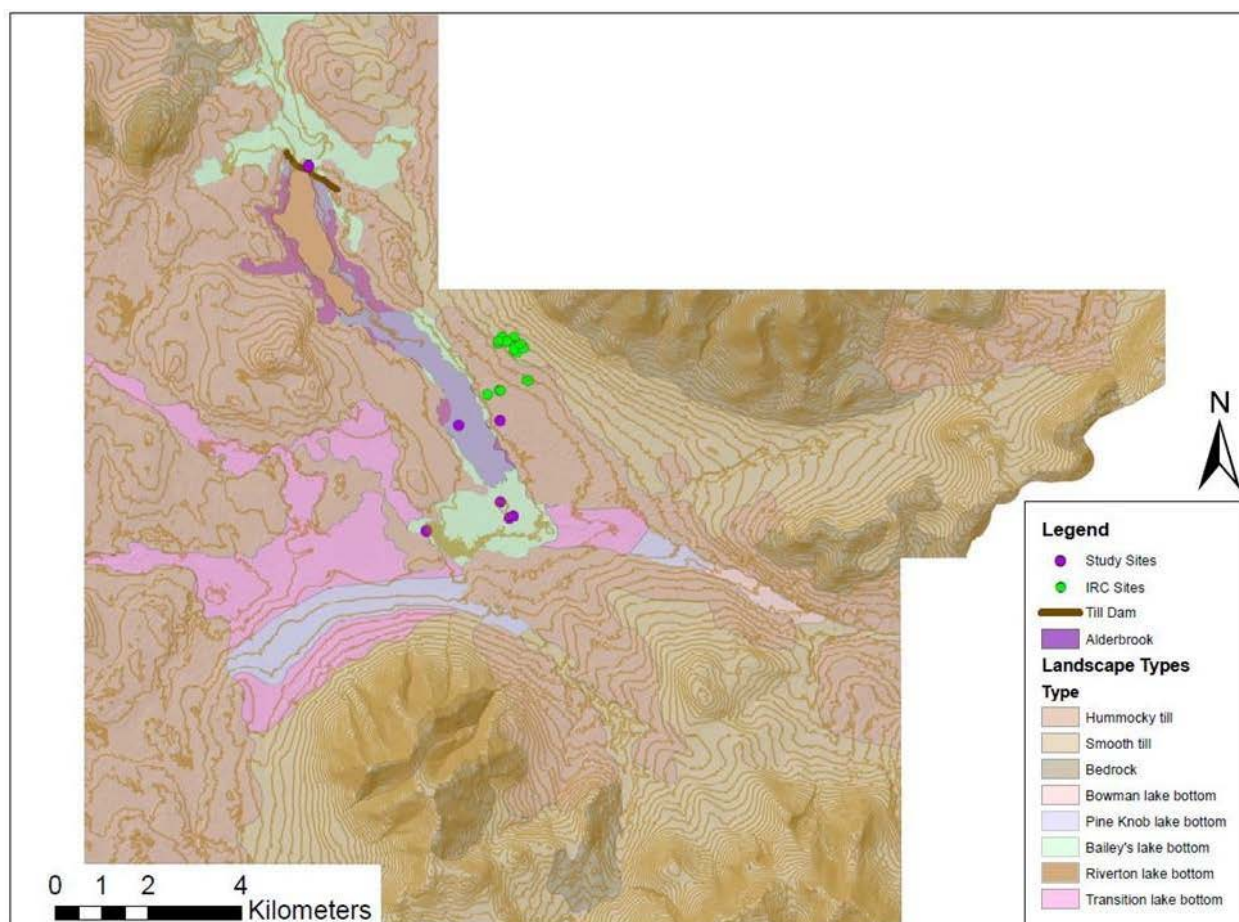 N
Legend
Study Sites
IRC Sites
Till Dam
Alderbrook
Landscape Types
Type
Hummocky till
Smooth till
Bedrock
Bowman lake bottom
Pine Knob lake bottom
Bailey's lake bottom
Riverton lake bottom
Transition lake bottom
0 1 2 4
Kilometers